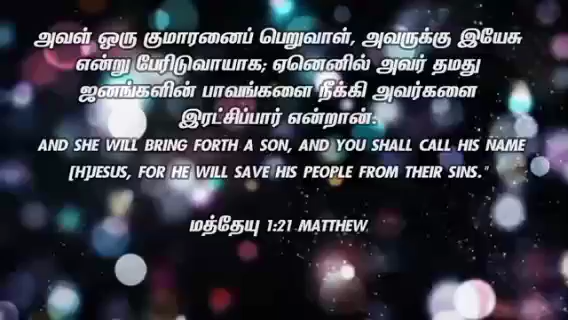 அவள் ஒரு குமாரனைப் பெறுவாள், அவருக்கு இயேசு
என்று பேரிடுவாயாக; ஏனெனில் அவர் தமது
ஜனங்களின் பாவங்களை நீக்கி அவர்களை
இரட்சிப்பார் என்றான்.
AND SHE WILL BRING FORTH A SON, AND YOU SHALL CALL HIS NAME
[H]JESUS, FOR HE WILL SAVE HIS PEOPLE FROM THEIR SINS."
மத்தேயு 1:21 MATTHEW